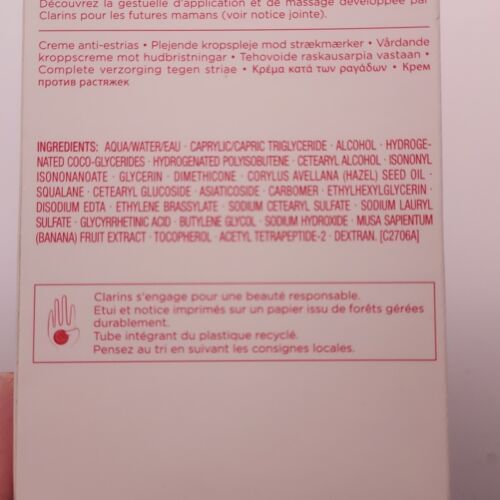 Découvrez la gestuelle d'application et de massage développée par
Clarins pour les futures mamans (voir notice jointe).
Creme anti-estrias • Plejende kropspleje mod strækmærker • Vårdande
kroppscreme mot hudbristningar • Tehovoide raskausarpia vastaan •
Complete verzorging tegen striae • Κρέμα κατά των ραγάδων • Крем
против растяжек
INGREDIENTS: AQUA/WATER/EAU · CAPRYLIC/CAPRIC TRIGLYCERIDE · ALCOHOL · HYDROGE-
NATED COCO-GLYCERIDES · HYDROGENATED POLYISOBUTENE · CETEARYL ALCOHOL · ISONONYL
ISONONANOATE · GLYCERIN · DIMETHICONE · CORYLUS AVELLANA (HAZEL) SEED OIL ·
SQUALANE · CETEARYL GLUCOSIDE · ASIATICOSIDE · CARBOMER · ETHYLHEXYLGLYCERIN ·
DISODIUM EDTA · ETHYLENE BRASSYLATE · SODIUM CETEARYL SULFATE · SODIUM LAURYL
SULFATE · GLYCYRRHETINIC ACID · BUTYLENE GLYCOL · SODIUM HYDROXIDE · MUSA SAPIENTUM
(BANANA) FRUIT EXTRACT · TOCOPHEROL · ACETYL TETRAPEPTIDE-2 · DEXTRAN. [C2706A]
Clarins s'engage pour une beauté responsable.
Etui et notice imprimés sur un papier issu de forêts gérées
durablement.
Tube intégrant du plastique recyclé.
Pensez au tri en suivant les consignes locales.